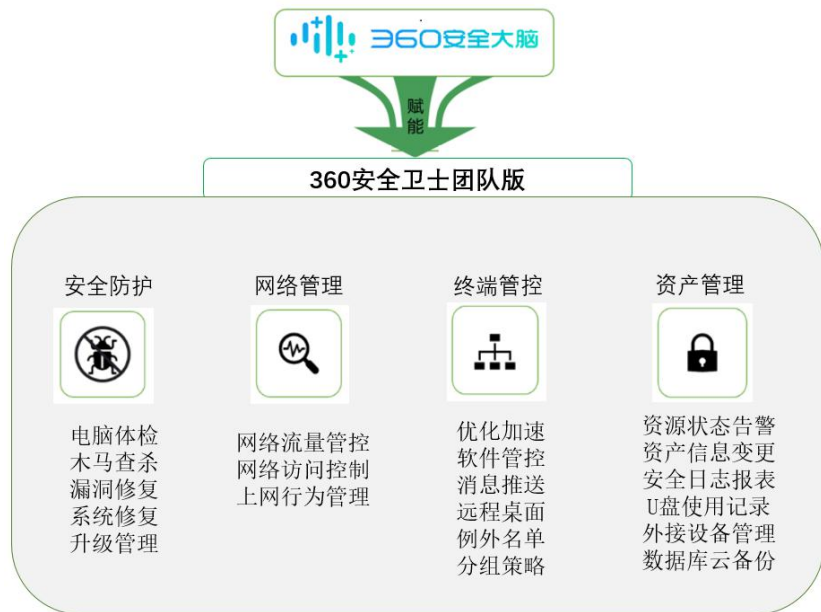 360安全大脑
赋
能
360安全卫士团队版
安全防护
网络管理
终端管控
资产管理
电脑体检
木马查杀
漏洞修复
系统修复
升级管理
网络流量管控
网络访问控制
上网行为管理
优化加速
软件管控
消息推送
远程桌面
例外名单
分组策略
资源状态告警
资产信息变更
安全日志报表
U盘使用记录
外接设备管理
数据库云备份